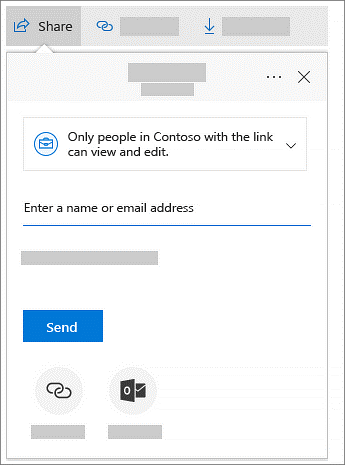 Share
Only people in Contoso with the link
can view and edit.
Enter a name or email address
Send